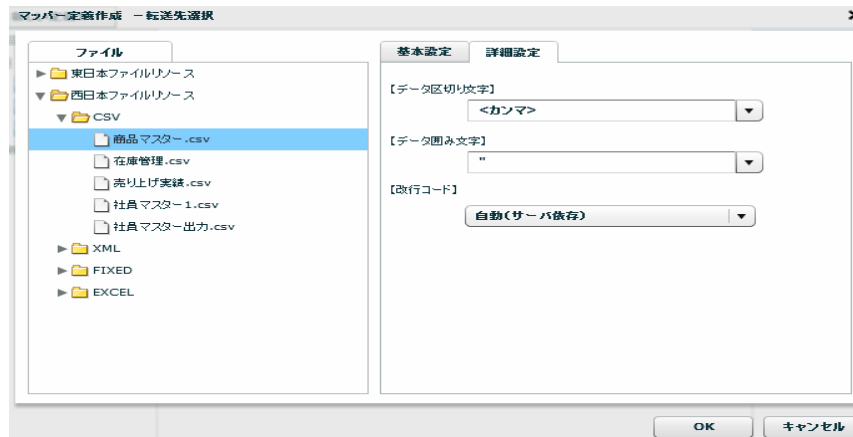 マッパー定義作成 －転送先選択
ファイル
東日本ファイルリソース
西日本ファイルリソース
CSV
商品マスター.csv
在庫管理.csv
売り上げ実績.csv
社員マスター1.csv
社員マスター出力.csv
XML
FIXED
EXCEL
基本設定
詳細設定
【データ区切り文字】
<カンマ>
【データ囲み文字】
"
【改行コード】
自動(サーバ依存)
OK
キャンセル